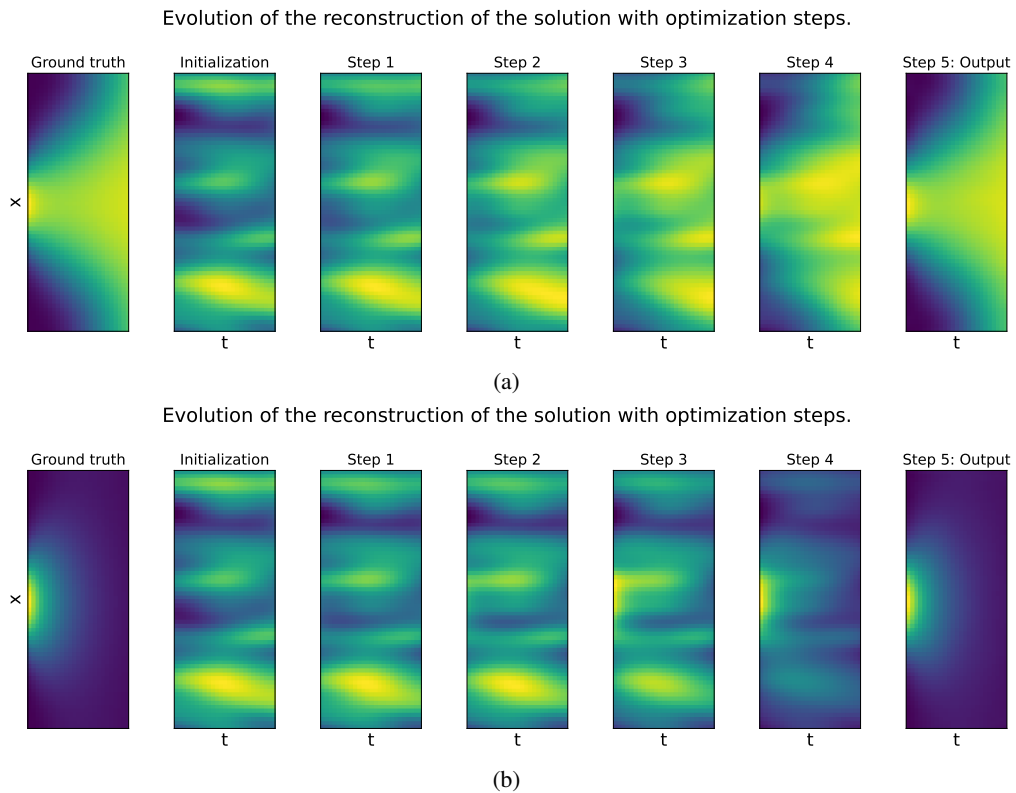 Evolution of the reconstruction of the solution with optimization steps.
Ground truth Initialization Step 1 Step 2 Step 3 Step 4 Step 5: Output
x
t t t t t t
(a)
Evolution of the reconstruction of the solution with optimization steps.
Ground truth Initialization Step 1 Step 2 Step 3 Step 4 Step 5: Output
x
t t t t t t
(b)